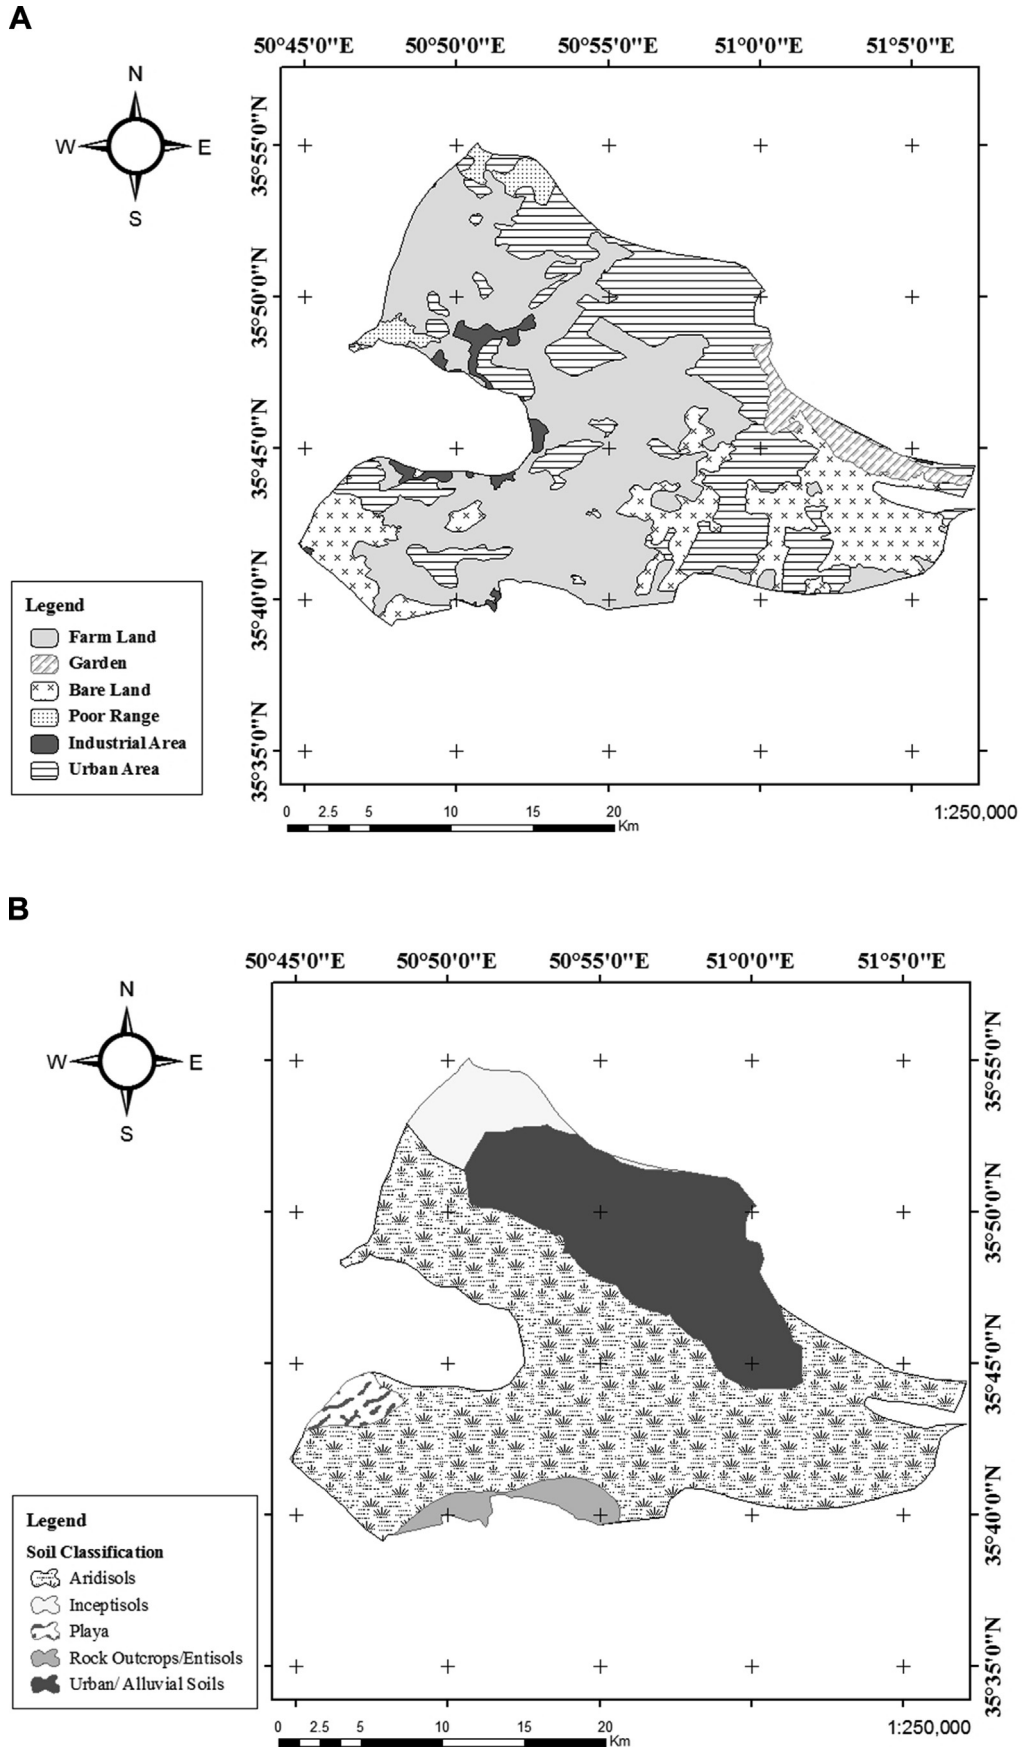 A
50°45'0"E 50°50'0"E 50°55'0"E 51°0'0"E 51°5'0"E
N
W E
S
35°55'0"N
35°50'0"N
35°45'0"N
35°40'0"N
35°35'0"N
Legend
Farm Land
Garden
Bare Land
Poor Range
Industrial Area
Urban Area
0 2.5 5 10 15 20 Km
1:250,000
B
50°45'0"E 50°50'0"E 50°55'0"E 51°0'0"E 51°5'0"E
N
W E
S
35°55'0"N
35°50'0"N
35°45'0"N
35°40'0"N
35°35'0"N
Legend
Soil Classification
Aridisols
Inceptisols
Playa
Rock Outcrops/Entisols
Urban/ Alluvial Soils
0 2.5 5 10 15 20 Km
1:250,000